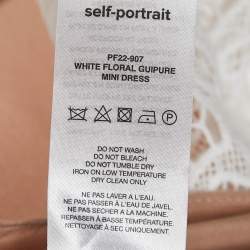 self-portrait
PF22-907
WHITE FLORAL GUIPURE
MINI DRESS
P
DO NOT WASH
DO NOT BLEACH
DO NOT TUMBLE DRY
IRON ON LOW TEMPERATURE
DRY CLEAN ONLY
NE PAS LAVER A L'EAU.
NE PAS PASSER A L'EAU DE JAVEL.
NE PAS SECHER A LA MACHINE.
REPASSER À BASSE TEMPÉRATURE
NETTOYAGE À SEC UNIQUEMENT.